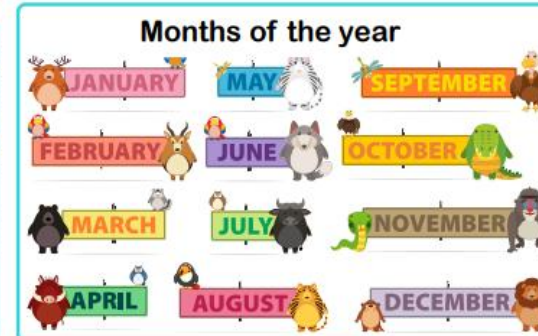 Months of the year
JANUARY
MAY
SEPTEMBER
FEBRUARY
JUNE
OCTOBER
MARCH
JULY
NOVEMBER
APRIL
AUGUST
DECEMBER